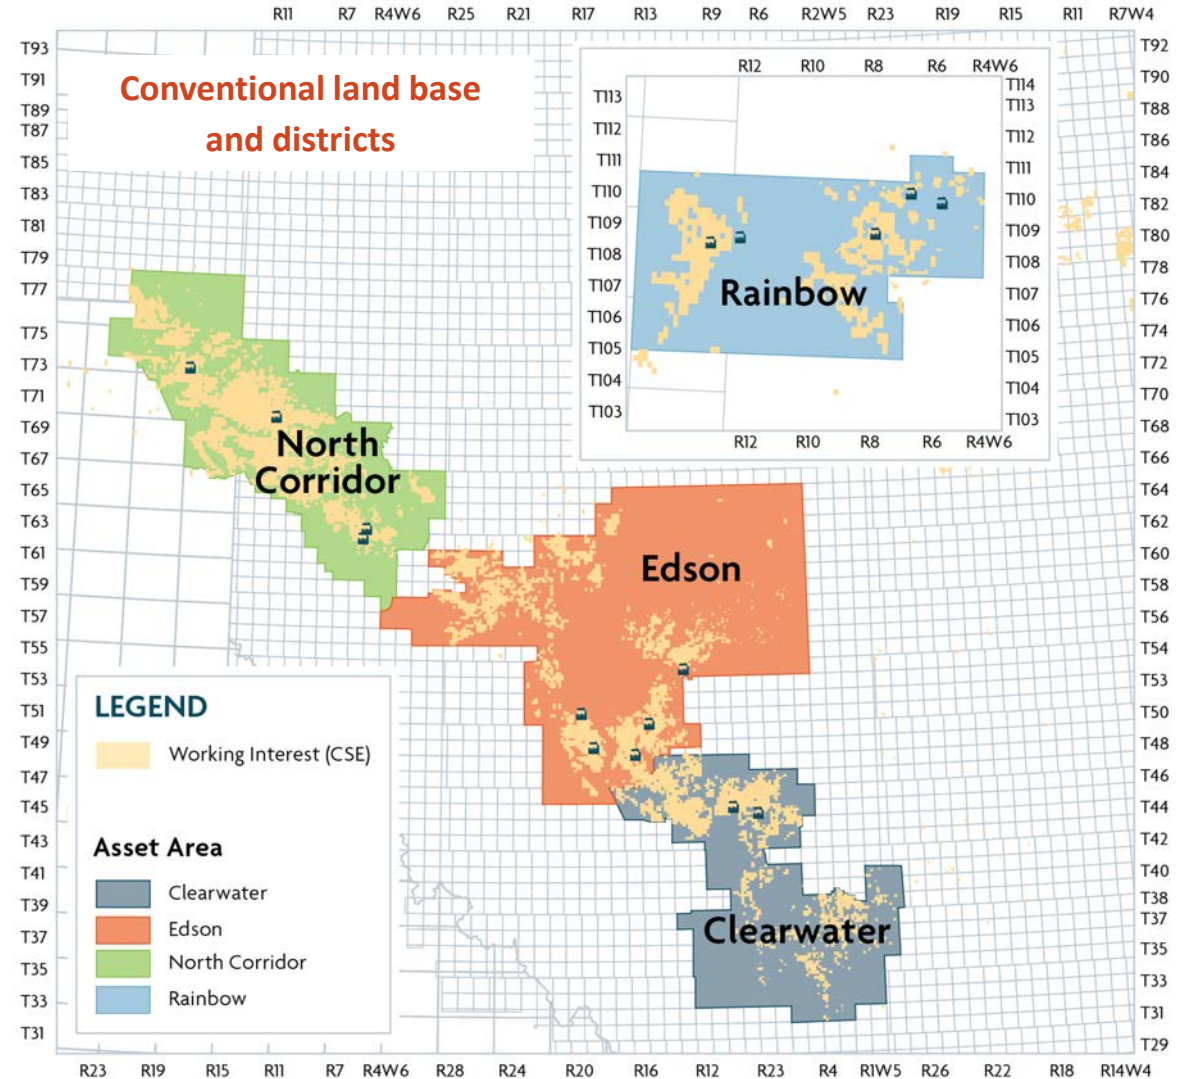 R11 R7 R4W6 R25 R21 R17 R13 R9 R6 R2W5 R23 R19 R15 R11 R7W4
Conventional land base
and districts
T93
T91
T89
T87
T85
T83
T81
T79
T77
T75
T73
T71
T69
T67
T65
T63
T61
T59
T57
T55
T53
T51
T49
T47
T45
T43
T41
T39
T37
T35
T33
T31
R12 R10 R8 R6 R4W6
T113
T112
T111
T110
T109
T108
T107
T106
T105
T104
T103
Rainbow
T114
T113
T112
T111
T110
T109
T108
T107
T106
T105
T104
T103
R12 R10 R8 R6 R4W6
North
Corridor
Edson
Clearwater
LEGEND
Working Interest (CSE)
Asset Area
Clearwater
Edson
North Corridor
Rainbow
T92
T90
T88
T86
T84
T82
T80
T78
T76
T74
T72
T70
T68
T66
T64
T62
T60
T58
T56
T54
T53
T50
T48
T46
T44
T42
T40
T38
T37
T35
T33
T31
T29
R23 R19 R15 R11 R7 R4W6 R28 R24 R20 R16 R12 R23 R4 R1W5 R26 R22 R18 R14W4